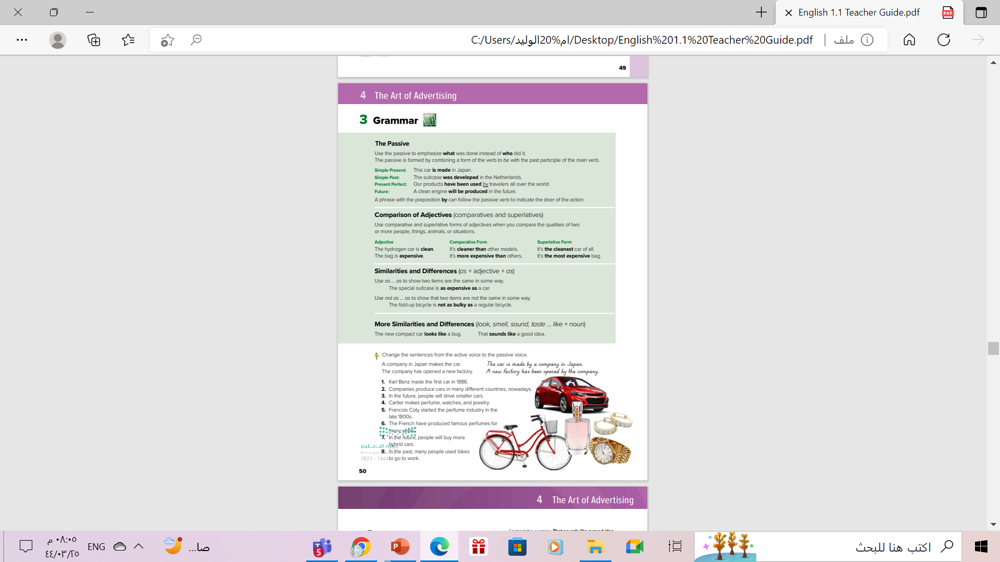 English 1.1 Teacher Guide.pdf
C:/Users/ام%20الوليد/Desktop/English%201.1%20Teacher%20Guide.pdf
ملف
49
4 The Art of Advertising
3 Grammar
The Passive
Use the passive to emphasize what was done instead of who did it.
The passive is formed by combining a form of the verb to be with the past participle of the main verb.
Simple Present: This car is made in Japan.
Simple Past: The suitcase was developed in the Netherlands.
Present Perfect: Our products have been used by travelers all over the world.
Future: A clean engine will be produced in the future.
A phrase with the preposition by can follow the passive verb to indicate the doer of the action.
Comparison of Adjectives (comparatives and superlatives)
Use comparative and superlative forms of adjectives when you compare the qualities of two
or more people, things, animals, or situations.
Adjective Comparative Form Superlative Form
The hydrogen car is clean. It's cleaner than other models. It's the cleanest car of all.
The bag is expensive. It's more expensive than others. It's the most expensive bag.
Similarities and Differences (as + adjective + as)
Use as ... as to show two items are the same in some way.
The special suitcase is as expensive as a car.
Use not as ... as to show that two items are not the same in some way.
The fold-up bicycle is not as bulky as a regular bicycle.
More Similarities and Differences (look, smell, sound, taste ... like + noun)
The new compact car looks like a bug. That sounds like a good idea.
Change the sentences from the active voice to the passive voice.
A company in Japan makes the car. The car is made by a company in Japan.
The company has opened a new factory. A new factory has been opened by the company.
1. Karl Benz made the first car in 1886.
2. Companies produce cars in many different countries, nowadays.
3. In the future, people will drive smaller cars.
4. Cartier makes perfume, watches, and jewelry.
5. Francois Coty started the perfume industry in the
late 1800s.
6. The French have produced famous perfumes for
many years.
7. In the future, people will buy more
hybrid cars.
8. In the past, many people used bikes
to go to work.
وزارة التعليم
2022 - 1444
50
4 The Art of Advertising
Contrast the example That sounds like a good idea
٠٨:٠٥ م
٤٤/٠٣/٢٥
ENG
صا...
5
اكتب هنا للبحث